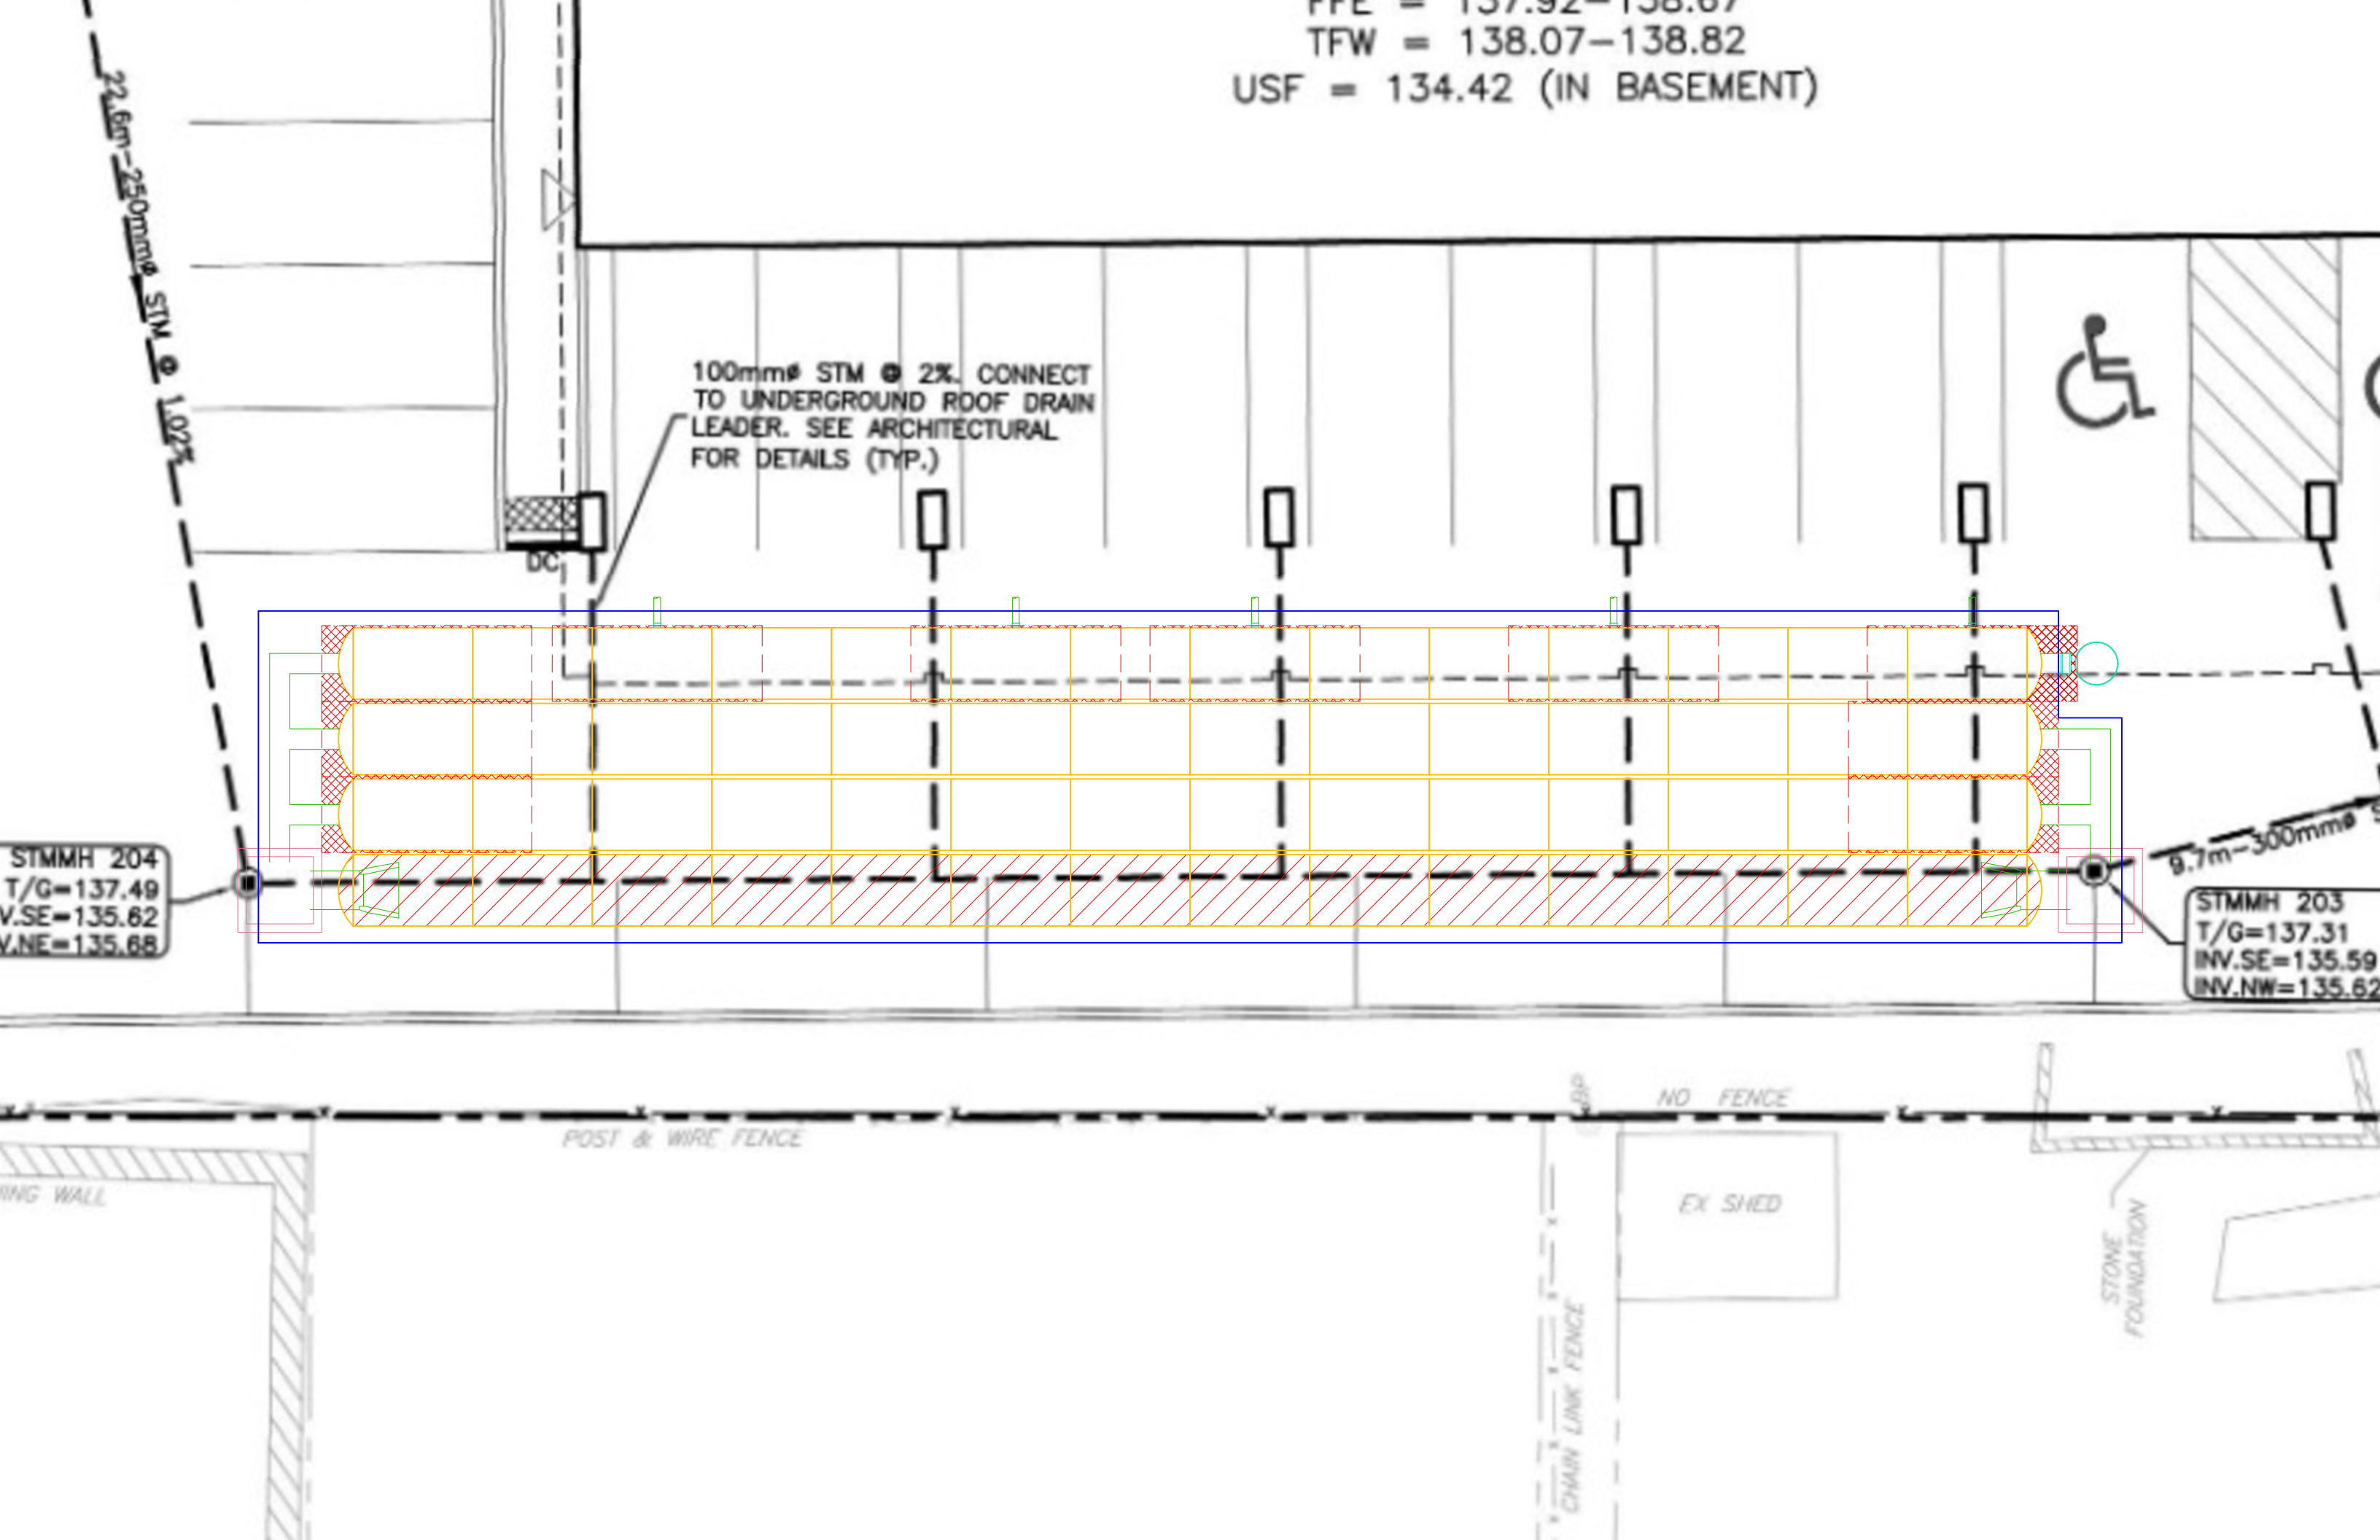 TFW = 138.07-138.82
USF = 134.42 (IN BASEMENT)
22.6m-250mmø STM @ 1.02%
100mmø STM @ 2%. CONNECT
TO UNDERGROUND ROOF DRAIN
LEADER. SEE ARCHITECTURAL
FOR DETAILS (TYP.)
DC
STMMH 204
T/G=137.49
V.SE=135.62
V.NE=135.68
9.7m-300mmø S
STMMH 203
T/G=137.31
INV.SE=135.59
INV.NW=135.62
BP
NO FENCE
POST & WIRE FENCE
ING WALL
EX SHED
STONE
FOUNDATION
CHAIN LINK FENCE